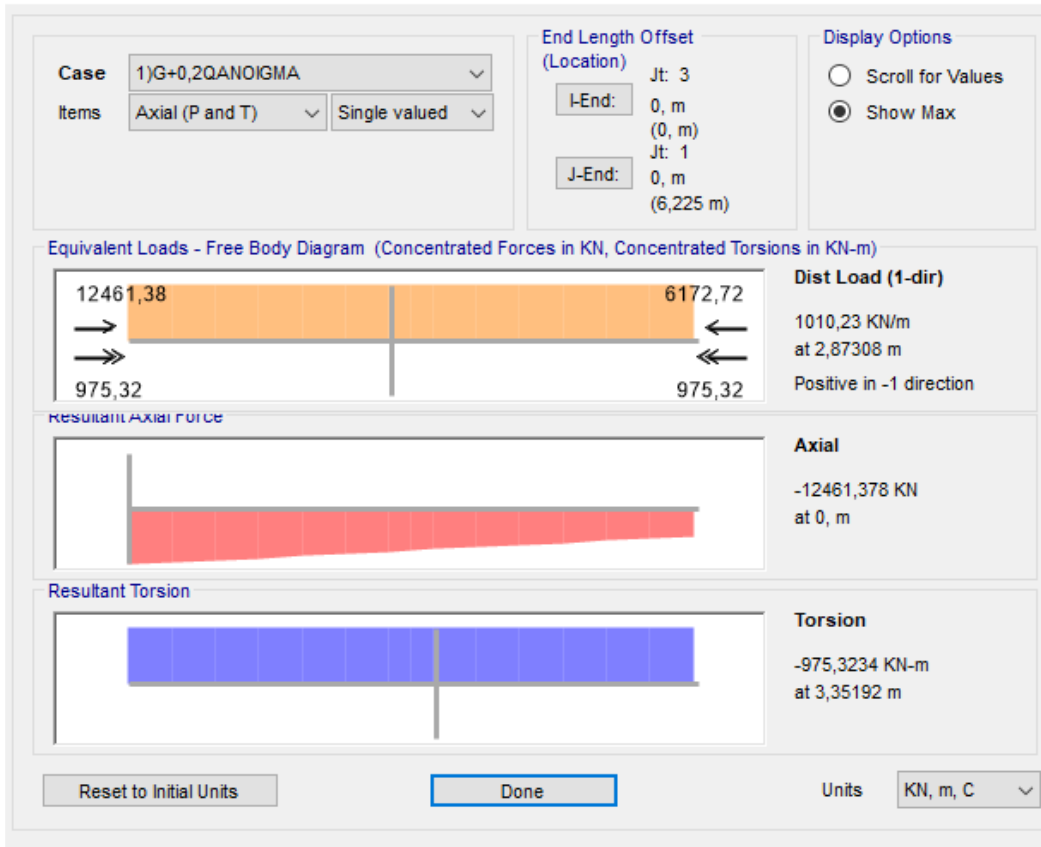 End Length Offset
(Location)
Display Options
Case
1)G+0,2QANOIGMA
Jt: 3
Scroll for Values
Items
Axial (P and T)
Single valued
I-End:
0, m
(0, m)
Show Max
Jt: 1
J-End:
0, m
(6,225 m)
Equivalent Loads - Free Body Diagram (Concentrated Forces in KN, Concentrated Torsions in KN-m)
12461,38
6172,72
975,32
975,32
Dist Load (1-dir)
1010,23 KN/m
at 2,87308 m
Positive in -1 direction
Resultant Axial Force
Axial
-12461,378 KN
at 0, m
Resultant Torsion
Torsion
-975,3234 KN-m
at 3,35192 m
Reset to Initial Units
Done
Units
KN, m, C